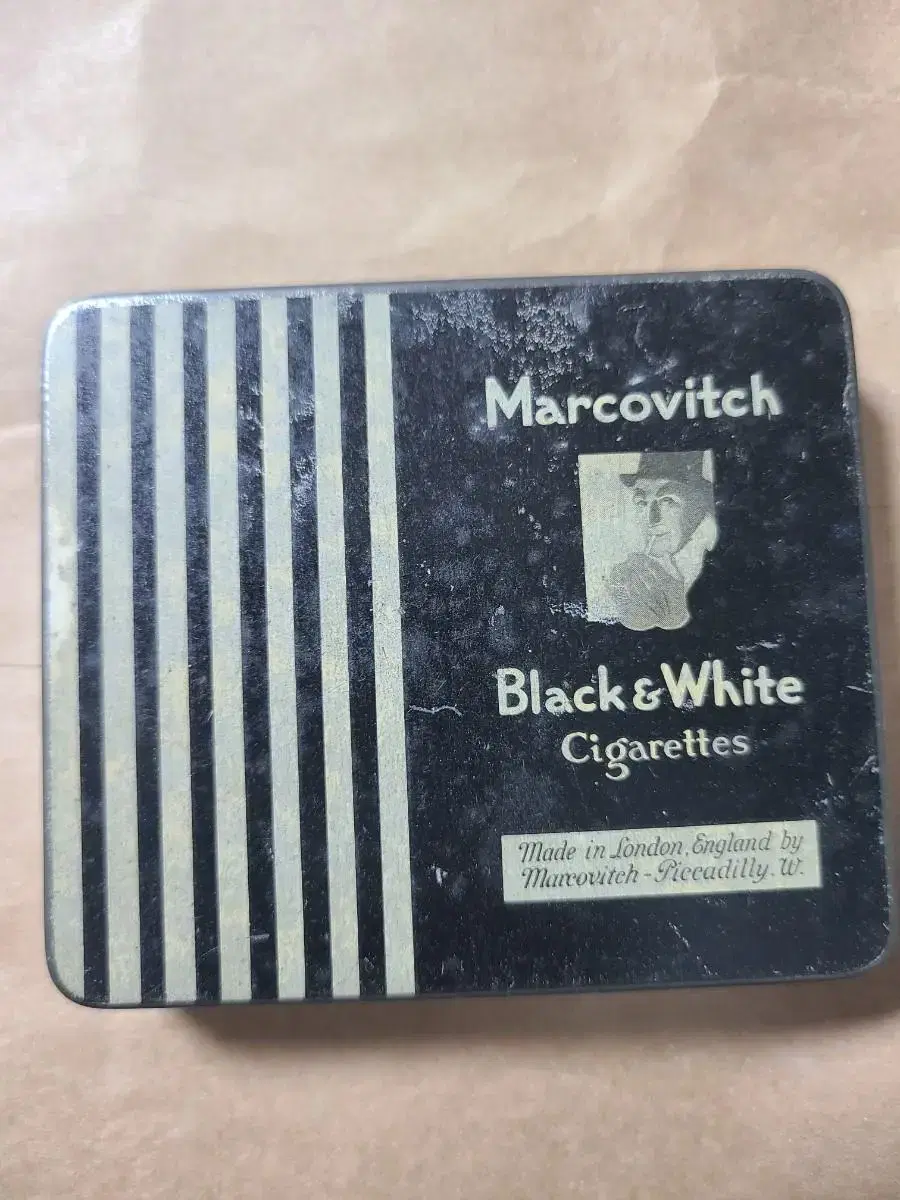 Marcovitch
Black & White
Cigarettes
Made in London, England by
Marcovitch - Piccadilly. W.